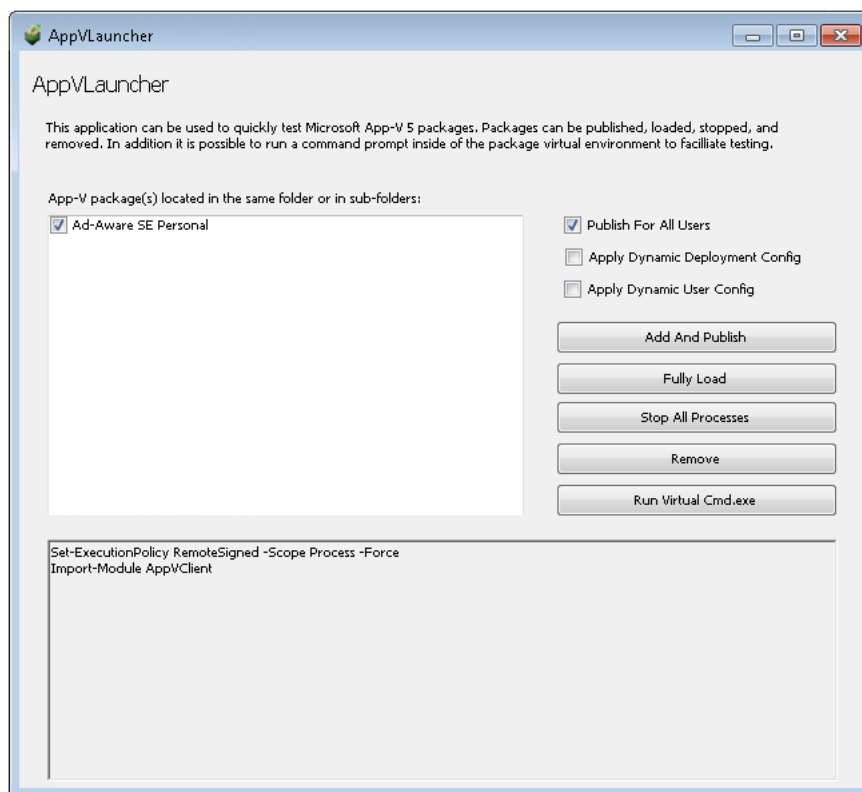 AppVLauncher
AppVLauncher
This application can be used to quickly test Microsoft App-V 5 packages. Packages can be published, loaded, stopped, and
removed. In addition it is possible to run a command prompt inside of the package virtual environment to facilliate testing.
App-V package(s) located in the same folder or in sub-folders:
Ad-Aware SE Personal
Publish For All Users
Apply Dynamic Deployment Config
Apply Dynamic User Config
Add And Publish
Fully Load
Stop All Processes
Remove
Run Virtual Cmd.exe
Set-ExecutionPolicy RemoteSigned -Scope Process -Force
Import-Module AppVClient